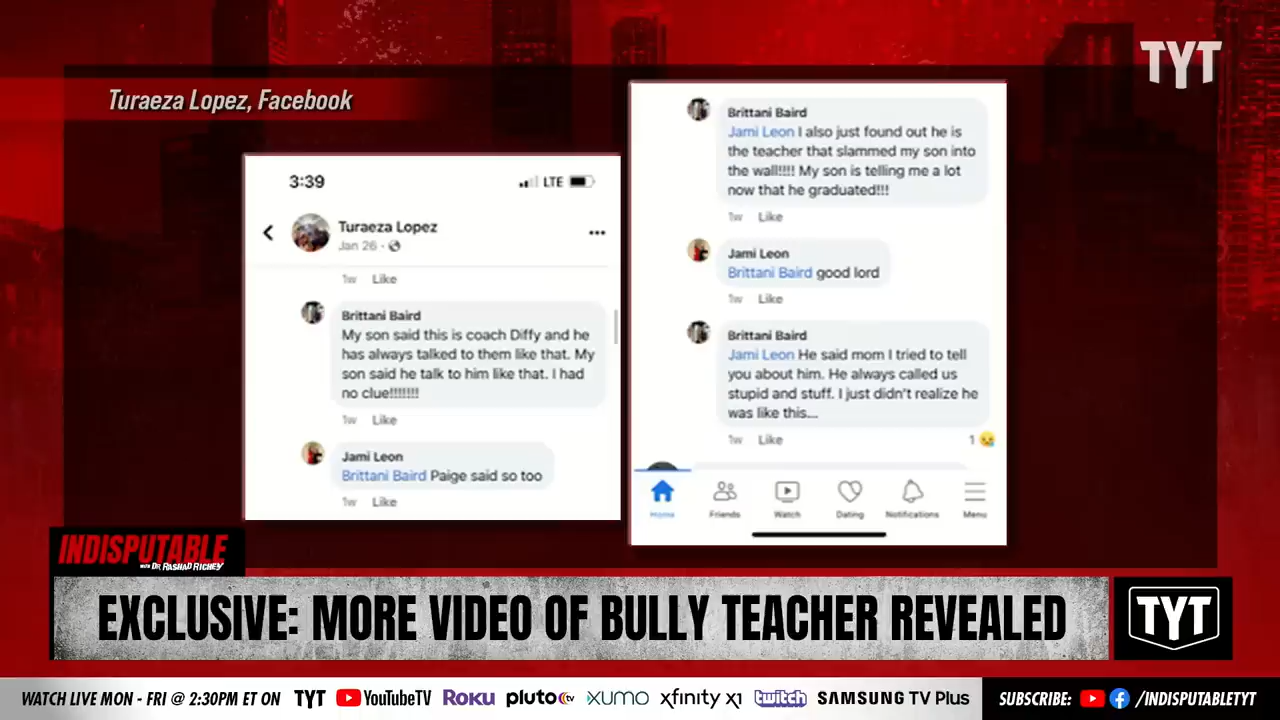 TYT
Turaeza Lopez, Facebook
3:39
LTE
Turaeza Lopez
Jan 26 ·
1w Like
Brittani Baird
My son said this is coach Diffy and he
has always talked to them like that. My
son said he talk to him like that. I had
no clue!!!!!!!
1w Like
Jami Leon
Brittani Baird Paige said so too
1w Like
Brittani Baird
Jami Leon I also just found out he is
the teacher that slammed my son into
the wall!!!! My son is telling me a lot
now that he graduated!!!
1w Like
Jami Leon
Brittani Baird good lord
1w Like
Brittani Baird
Jami Leon He said mom I tried to tell
you about him. He always called us
stupid and stuff. I just didn't realize he
was like this...
1w Like 1
Home Friends Watch Dating Notifications Menu
INDISPUTABLE
WITH DR. RASHAD RICHEY
EXCLUSIVE: MORE VIDEO OF BULLY TEACHER REVEALED
TYT
WATCH LIVE MON - FRI @ 2:30PM ET ON TYT YouTubeTV ROKU pluto tv XUMO xfinity x1 twitch SAMSUNG TV Plus SUBSCRIBE: /INDISPUTABLETYT